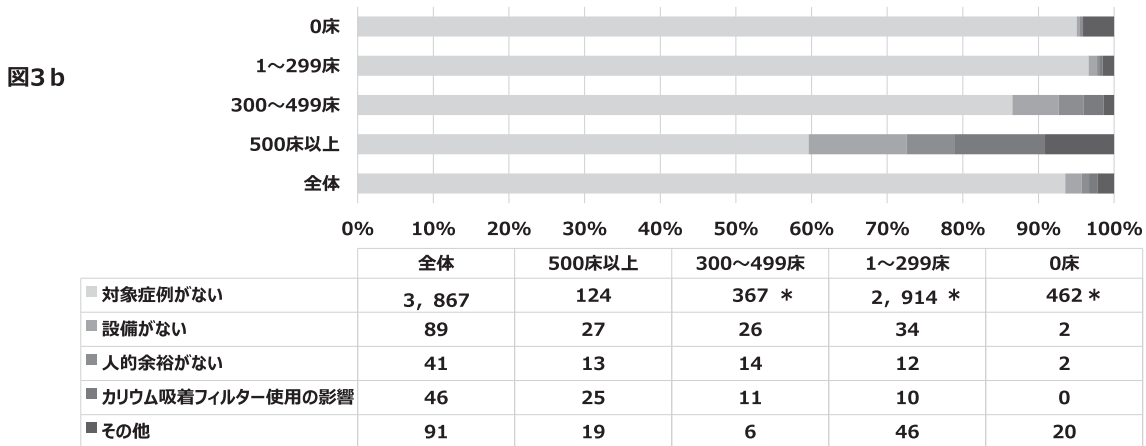 図3b
0床
1～299床
300～499床
500床以上
全体
0% 10% 20% 30% 40% 50% 60% 70% 80% 90% 100%
全体 500床以上 300～499床 1～299床 0床
対象症例がない 3，867 124 367 ＊ 2，914 ＊ 462＊
設備がない 89 27 26 34 2
人的余裕がない 41 13 14 12 2
カリウム吸着フィルター使用の影響 46 25 11 10 0
その他 91 19 6 46 20